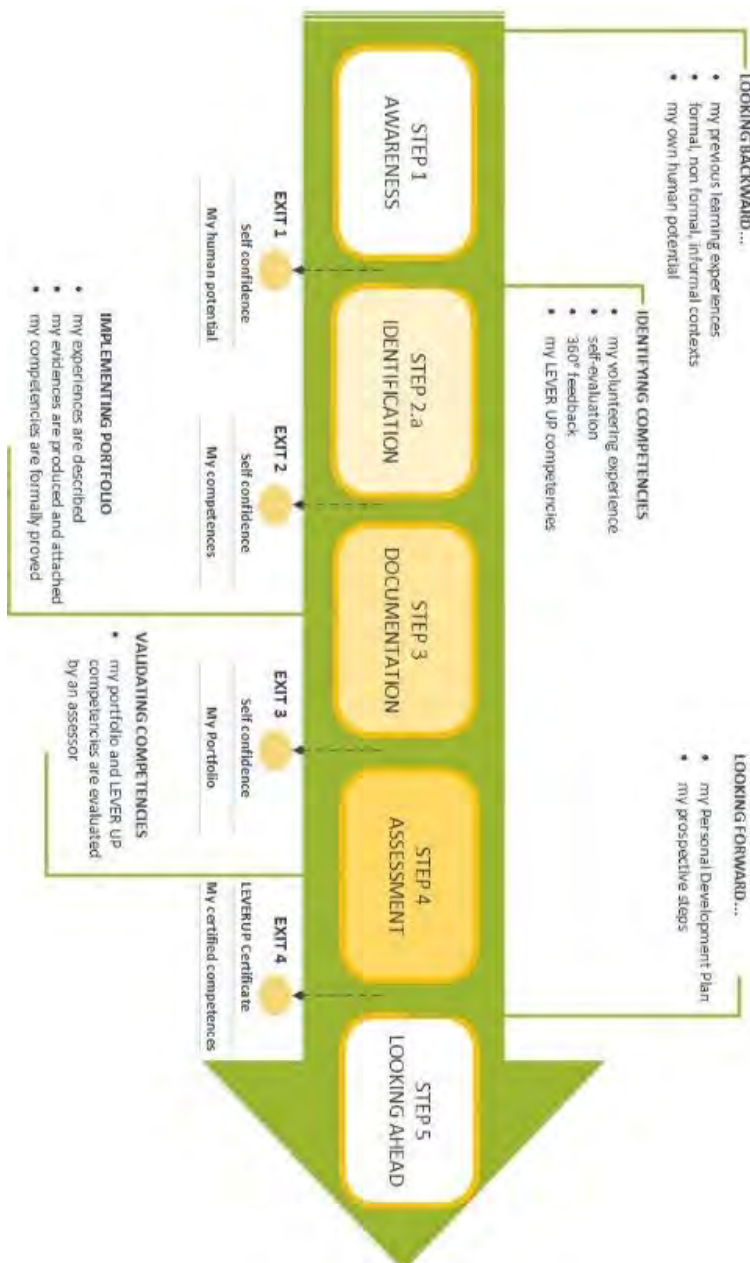 LOOKING BACKWARD...
• my previous learning experiences
• formal, non formal, informal contexts
• my own human potential
IDENTIFYING COMPETENCIES
• my volunteering experience
• self-evaluation
• 360° feedback
• my LEVER UP competencies
LOOKING FORWARD...
• my Personal Development Plan
• my prospective steps
STEP 1
AWARENESS
STEP 2.a
IDENTIFICATION
STEP 3
DOCUMENTATION
STEP 4
ASSESSMENT
STEP 5
LOOKING AHEAD
EXIT 1
Self confidence
My human potential
EXIT 2
Self confidence
My competences
EXIT 3
Self confidence
My Portfolio
EXIT 4
LEVERUP Certificate
My certified competences
IMPLEMENTING PORTFOLIO
• my experiences are described
• my evidences are produced and attached
• my competencies are formally proved
VALIDATING COMPETENCIES
• my portfolio and LEVER UP
competencies are evaluated
by an assessor